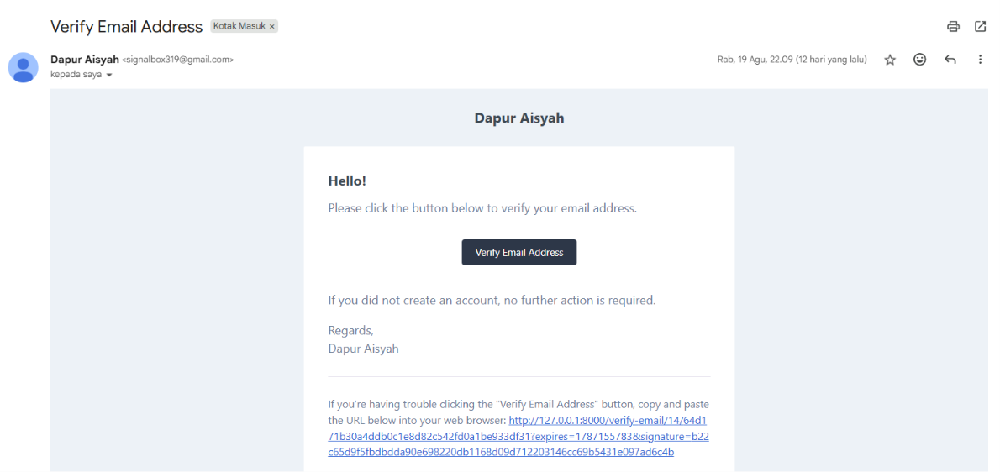 Verify Email Address Kotak Masuk ×
Dapur Aisyah <signalbox319@gmail.com> Rab, 19 Agu, 22.09 (12 hari yang lalu)
kepada saya
Dapur Aisyah
Hello!
Please click the button below to verify your email address.
Verify Email Address
If you did not create an account, no further action is required.
Regards,
Dapur Aisyah
If you're having trouble clicking the "Verify Email Address" button, copy and paste
the URL below into your web browser: http://127.0.0.1:8000/verify-email/14/64d1
71b30a4ddb0c1e8d82c542fd0a1be933df31?expires=1787155783&signature=b22
c65d9f5fbdbdda90e698220db1168d09d712203146cc69b5431e097ad6c4b